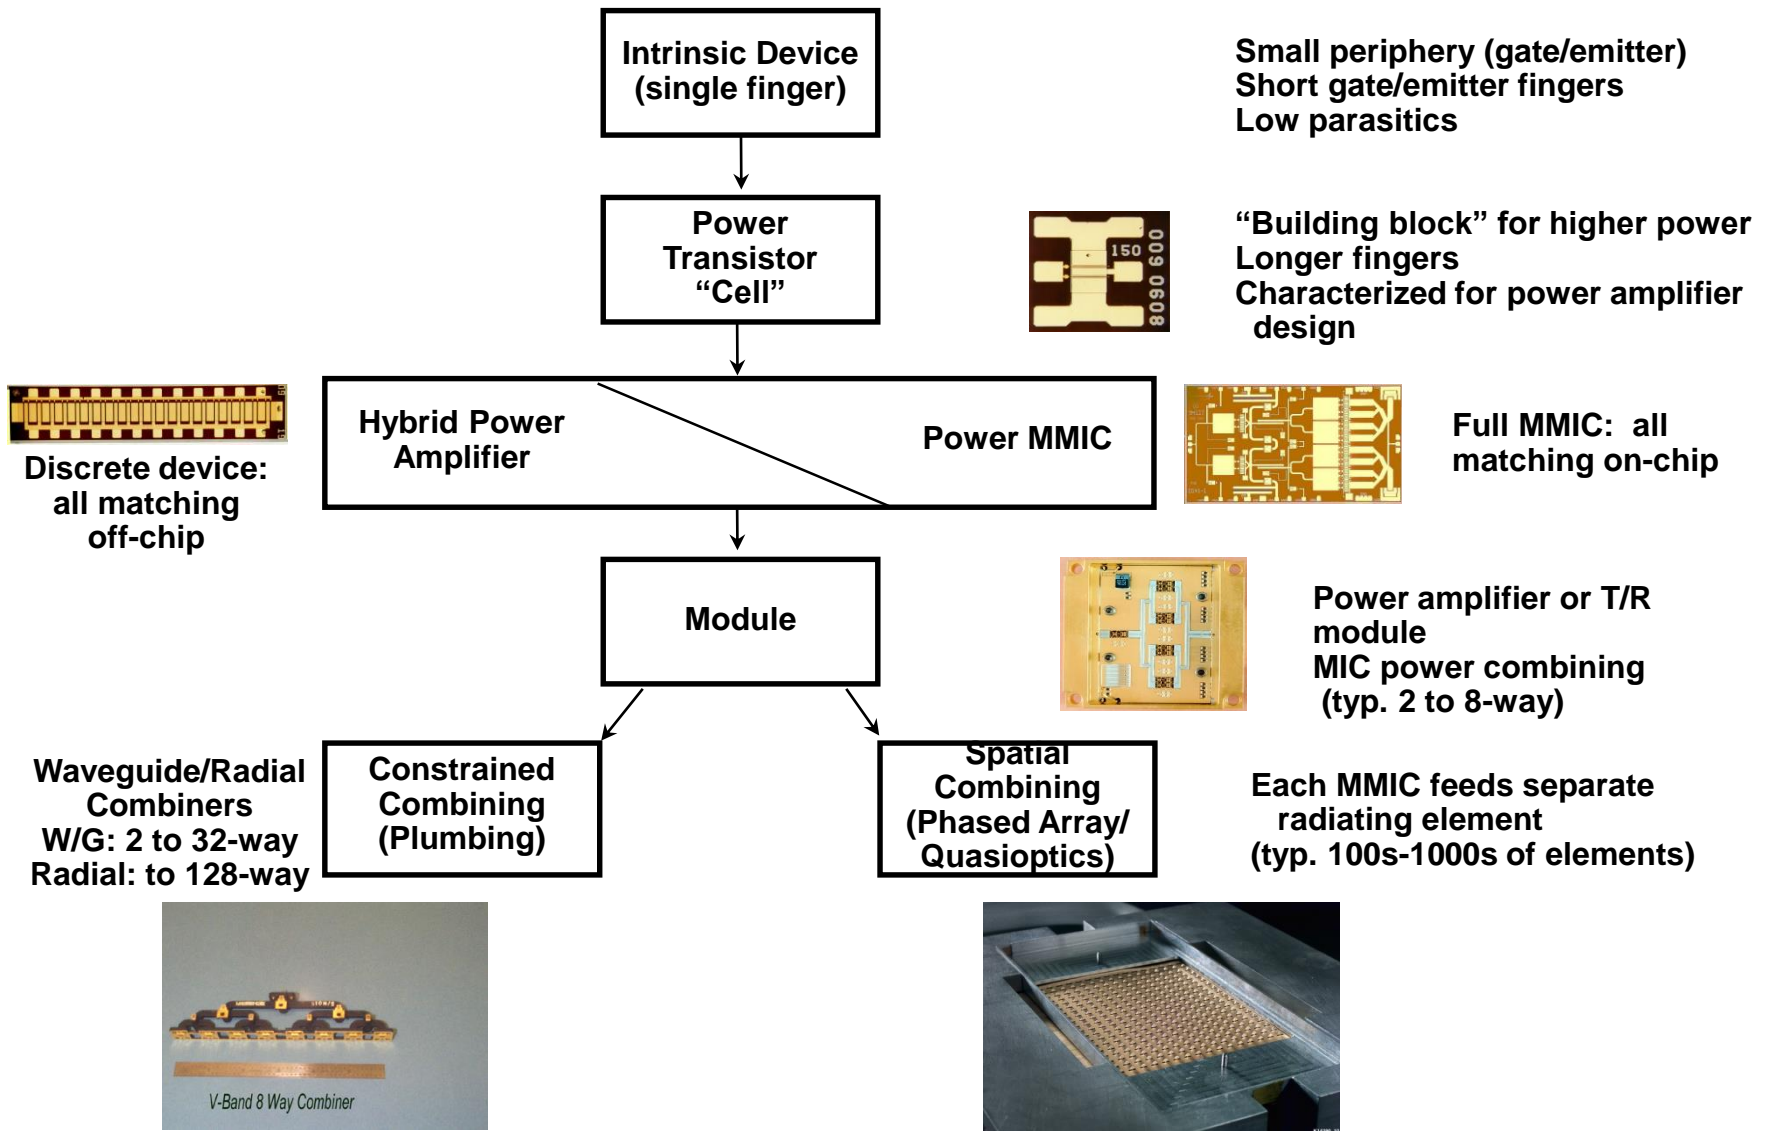 Intrinsic Device
(single finger)
Small periphery (gate/emitter)
Short gate/emitter fingers
Low parasitics
Power
Transistor
“Cell”
150
8090 600
“Building block” for higher power
Longer fingers
Characterized for power amplifier
design
Discrete device:
all matching
off-chip
Hybrid Power
Amplifier
Power MMIC
Full MMIC: all
matching on-chip
Module
Power amplifier or T/R
module
MIC power combining
(typ. 2 to 8-way)
Waveguide/Radial
Combiners
W/G: 2 to 32-way
Radial: to 128-way
Constrained
Combining
(Plumbing)
Spatial
Combining
(Phased Array/
Quasioptics)
Each MMIC feeds separate
radiating element
(typ. 100s-1000s of elements)
V-Band 8 Way Combiner